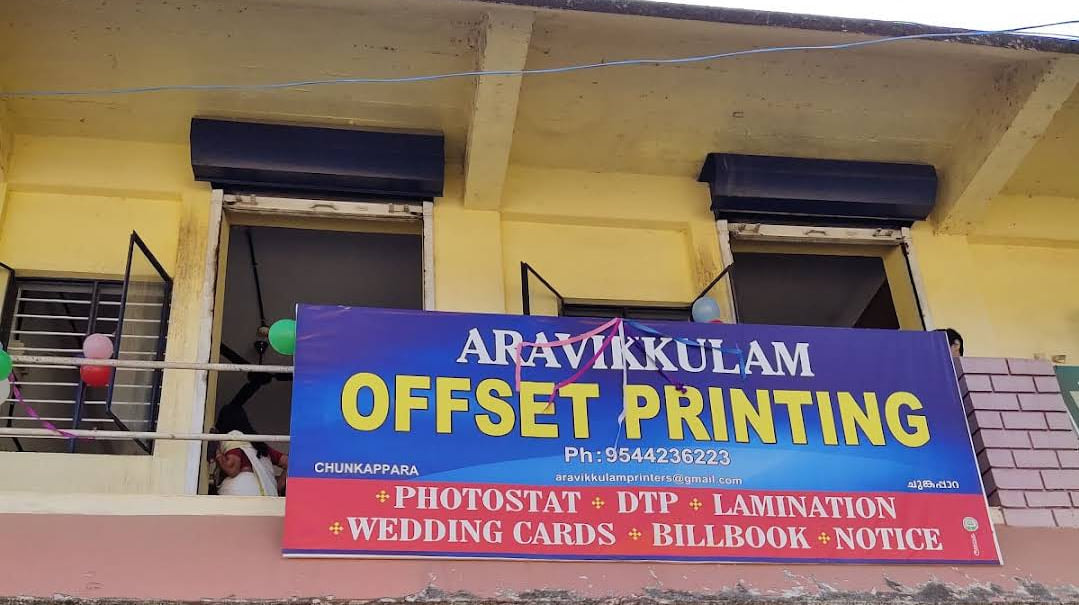 ARAVIKKULAM
OFFSET PRINTING
Ph : 9544236223
aravikkulamprinters@gmail.com
CHUNKAPPARA
ചുങ്കപ്പാറ
PHOTOSTAT DTP LAMINATION
WEDDING CARDS BILLBOOK NOTICE